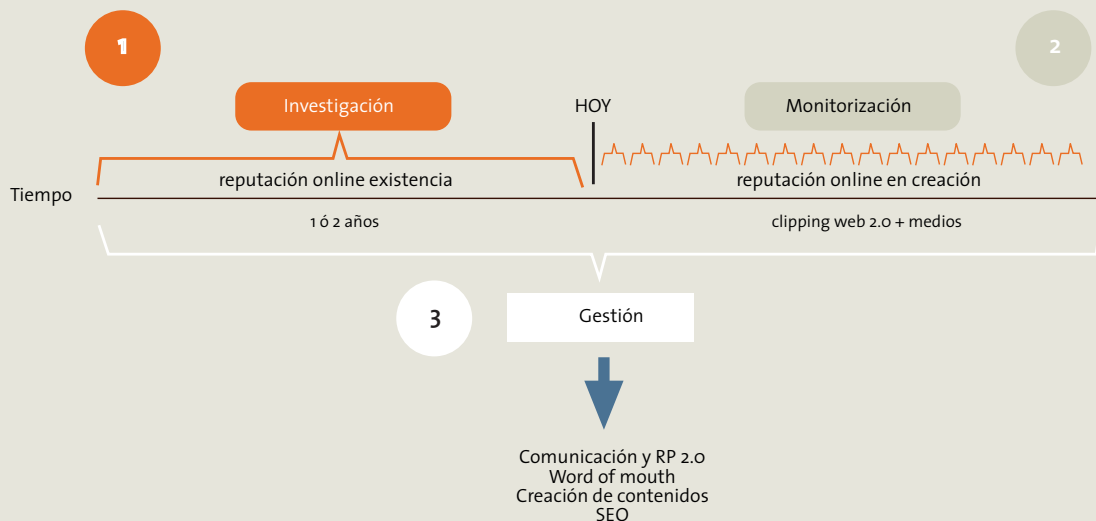 1
2
Investigación
HOY
Monitorización
Tiempo
reputación online existencia
reputación online en creación
1 ó 2 años
clipping web 2.0 + medios
3
Gestión
Comunicación y RP 2.0
Word of mouth
Creación de contenidos
SEO